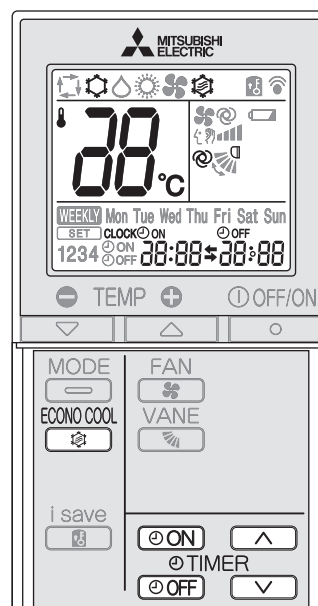 MITSUBISHI
ELECTRIC
88°C
WEEKLY Mon Tue Wed Thu Fri Sat Sun
SET CLOCK ON OFF
1234 ON OFF 88:88 88:88
TEMP OFF/ON
MODE FAN
ECONO COOL VANE
i save
ON
TIMER
OFF